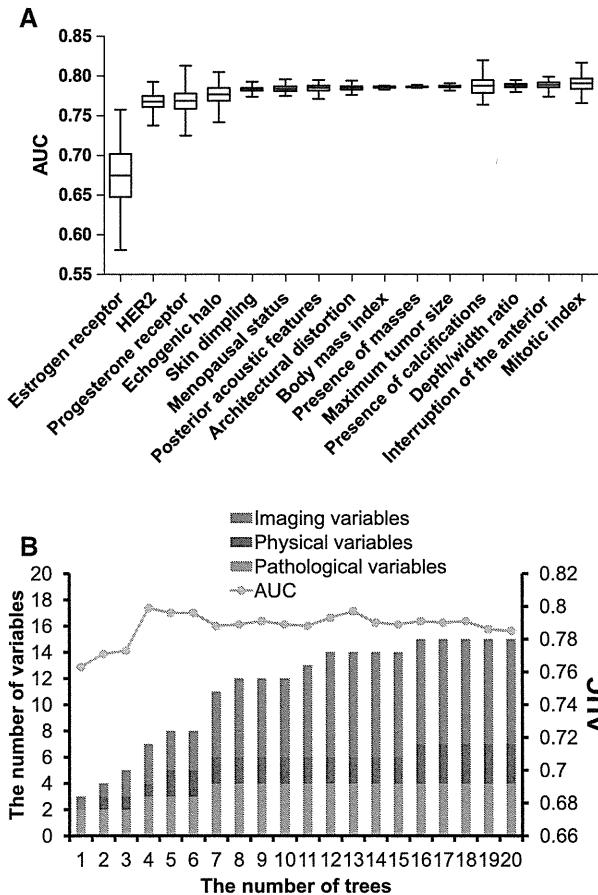 A
0.85
0.80
0.75
0.70
0.65
0.60
0.55
AUC
Estrogen receptor
HER2
Progesterone receptor
Echogenic halo
Skin dimpling
Menopausal status
Posterior acoustic features
Architectural distortion
Body mass index
Presence of masses
Maximum tumor size
Presence of calcifications
Depth/width ratio
Interruption of the anterior
Mitotic index
B
Imaging variables
Physical variables
Pathological variables
AUC
20
18
16
14
12
10
8
6
4
2
0
The number of variables
0.82
0.8
0.78
0.76
0.74
0.72
0.7
0.68
0.66
AUC
1 2 3 4 5 6 7 8 9 10 11 12 13 14 15 16 17 18 19 20
The number of trees